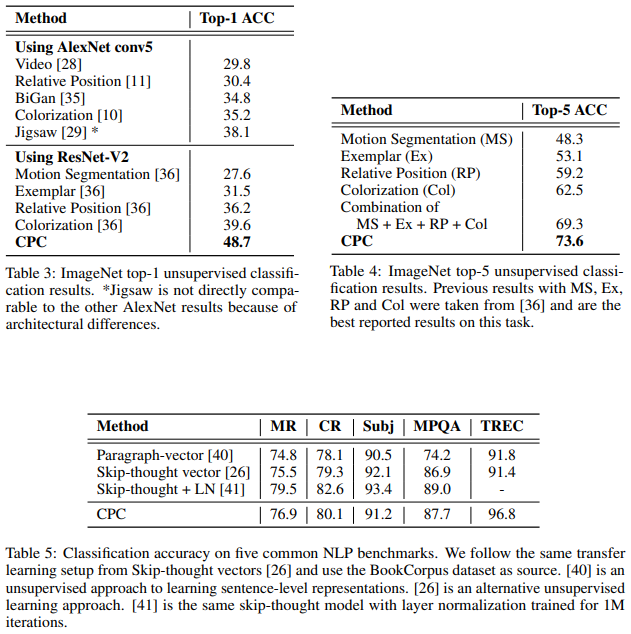 Method Top-1 ACC
Using AlexNet conv5
Video [28] 29.8
Relative Position [11] 30.4
BiGan [35] 34.8
Colorization [10] 35.2
Jigsaw [29] * 38.1
Using ResNet-V2
Motion Segmentation [36] 27.6
Exemplar [36] 31.5
Relative Position [36] 36.2
Colorization [36] 39.6
CPC 48.7
Table 3: ImageNet top-1 unsupervised classifi-
cation results. *Jigsaw is not directly compa-
rable to the other AlexNet results because of
architectural differences.
Method Top-5 ACC
Motion Segmentation (MS) 48.3
Exemplar (Ex) 53.1
Relative Position (RP) 59.2
Colorization (Col) 62.5
Combination of
MS + Ex + RP + Col 69.3
CPC 73.6
Table 4: ImageNet top-5 unsupervised classi-
fication results. Previous results with MS, Ex,
RP and Col were taken from [36] and are the
best reported results on this task.
Method MR CR Subj MPQA TREC
Paragraph-vector [40] 74.8 78.1 90.5 74.2 91.8
Skip-thought vector [26] 75.5 79.3 92.1 86.9 91.4
Skip-thought + LN [41] 79.5 82.6 93.4 89.0 -
CPC 76.9 80.1 91.2 87.7 96.8
Table 5: Classification accuracy on five common NLP benchmarks. We follow the same transfer
learning setup from Skip-thought vectors [26] and use the BookCorpus dataset as source. [40] is an
unsupervised approach to learning sentence-level representations. [26] is an alternative unsupervised
learning approach. [41] is the same skip-thought model with layer normalization trained for 1M
iterations.